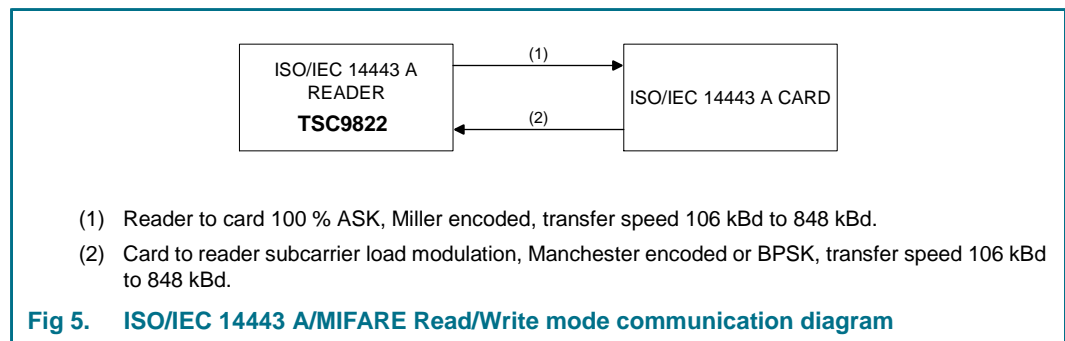 (1)
ISO/IEC 14443 A
READER
ISO/IEC 14443 A CARD
TSC9822
(2)
(1) Reader to card 100 % ASK, Miller encoded, transfer speed 106 kBd to 848 kBd.
(2) Card to reader subcarrier load modulation, Manchester encoded or BPSK, transfer speed 106 kBd
to 848 kBd.
Fig 5. ISO/IEC 14443 A/MIFARE Read/Write mode communication diagram